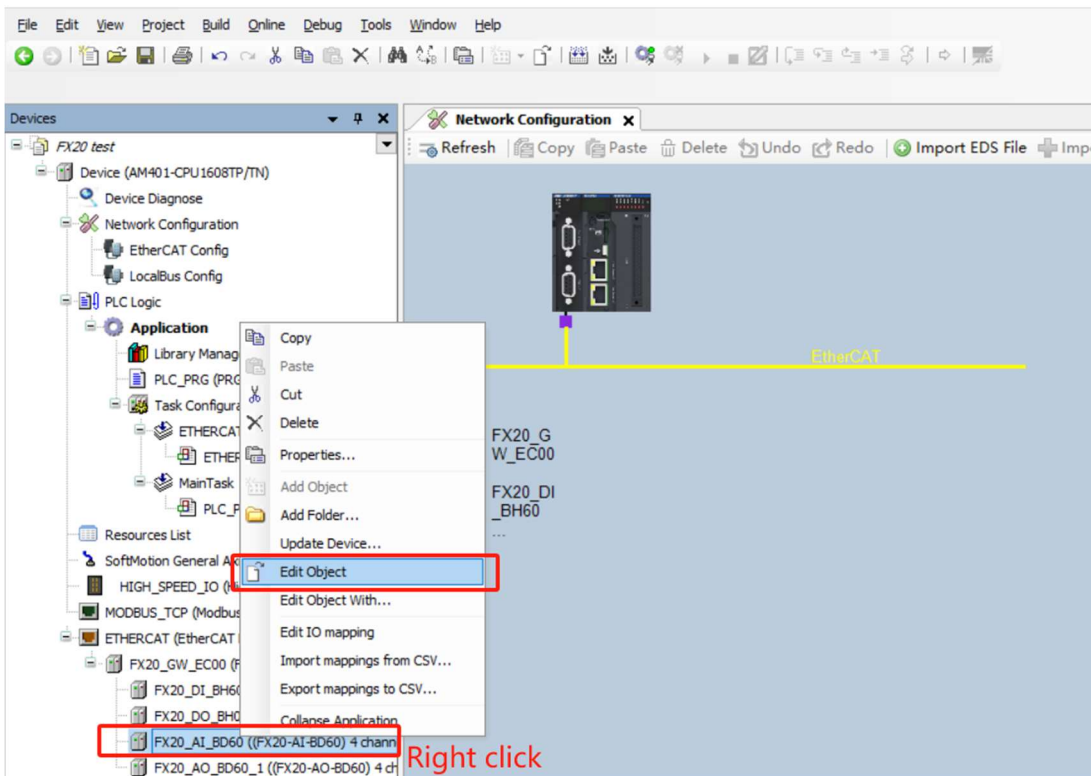 File Edit View Project Build Online Debug Tools Window Help
Devices
FX20 test
Device (AM401-CPU1608TP/TN)
Device Diagnose
Network Configuration
EtherCAT Config
LocalBus Config
PLC Logic
Application
Library Manag
PLC_PRG (PRG
Task Configura
ETHERCAT
ETHER
MainTask
PLC_P
Resources List
SoftMotion General Ax
HIGH_SPEED_IO (Hi
MODBUS_TCP (Modbus
ETHERCAT (EtherCAT
FX20_GW_EC00 (F
FX20_DI_BH60
FX20_DO_BH0
FX20_AI_BD60 ((FX20-AI-BD60) 4 chann
FX20_AO_BD60_1 ((FX20-AO-BD60) 4 ch
Copy
Paste
Cut
Delete
Properties...
Add Object
Add Folder...
Update Device...
Edit Object
Edit Object With...
Edit IO mapping
Import mappings from CSV...
Export mappings to CSV...
Collapse Application
Right click
Network Configuration
Refresh Copy Paste Delete Undo Redo Import EDS File Imp
EtherCAT
FX20_G
W_EC00
FX20_DI
_BH60
...